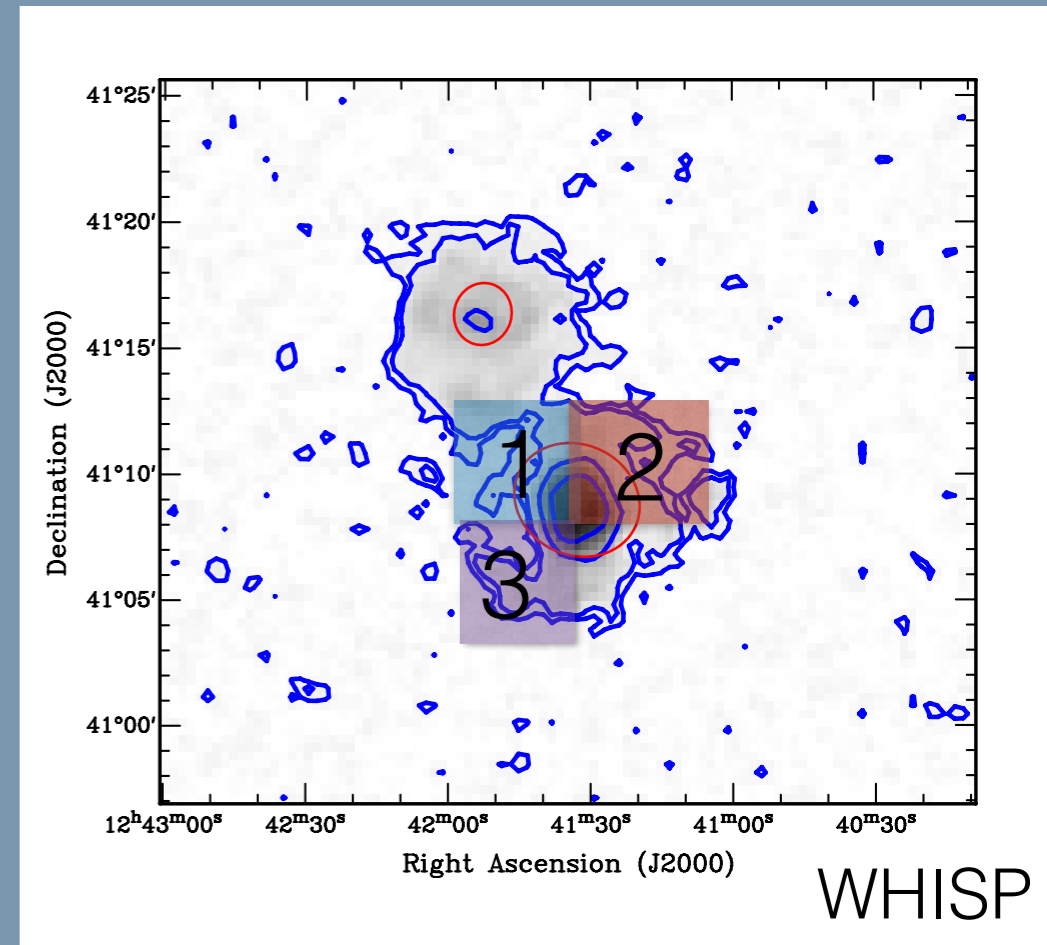 41°25′
41°20′
41°15′
41°10′
41°05′
41°00′
Declination (J2000)
1
2
3
12ʰ43ᵐ00ˢ 42ᵐ30ˢ 42ᵐ00ˢ 41ᵐ30ˢ 41ᵐ00ˢ 40ᵐ30ˢ
Right Ascension (J2000)
WHISP